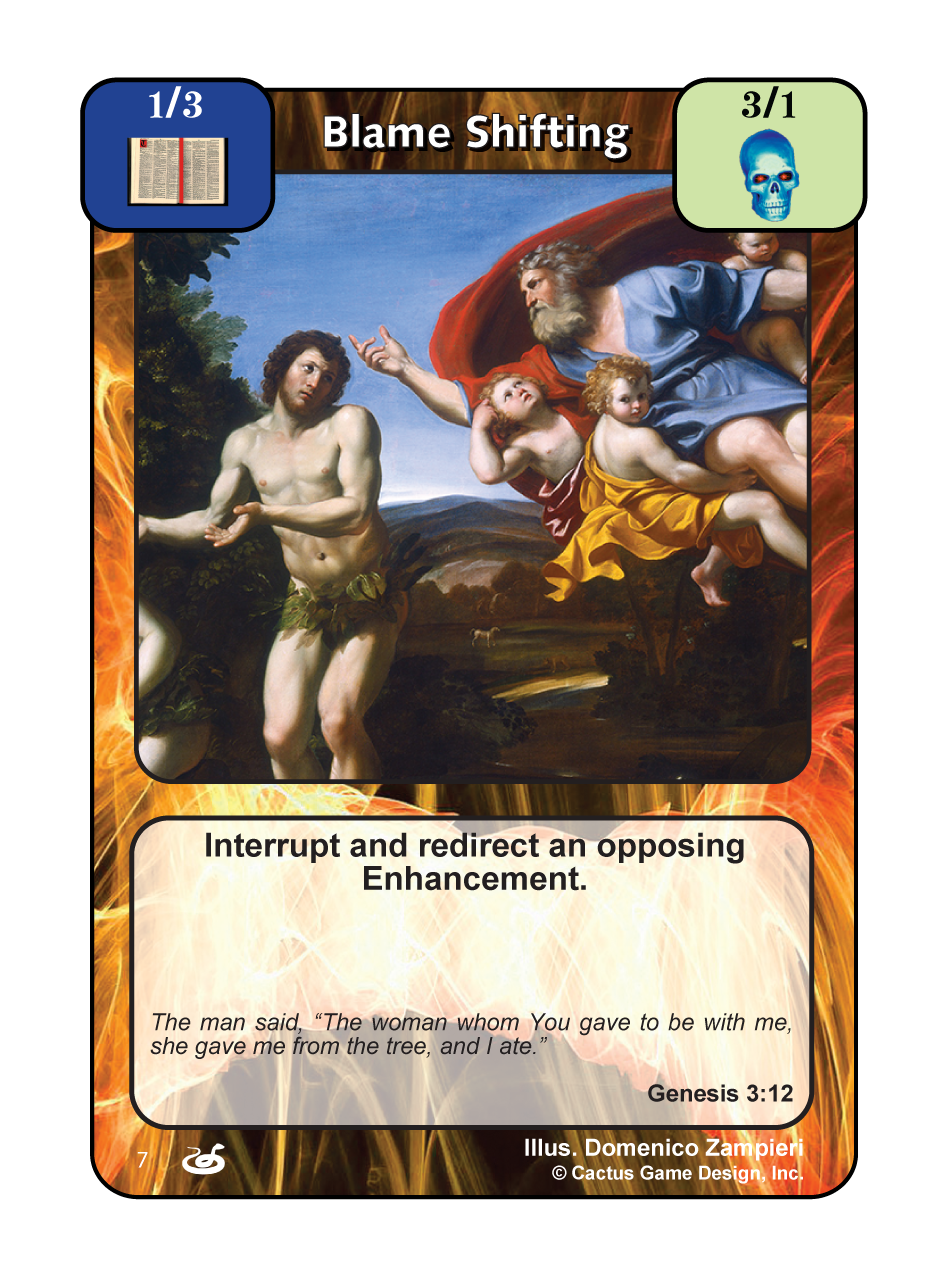 1/3
Blame Shifting
3/1
Interrupt and redirect an opposing
Enhancement.
The man said, “The woman whom You gave to be with me,
she gave me from the tree, and I ate.”
Genesis 3:12
7
Illus. Domenico Zampieri
© Cactus Game Design, Inc.